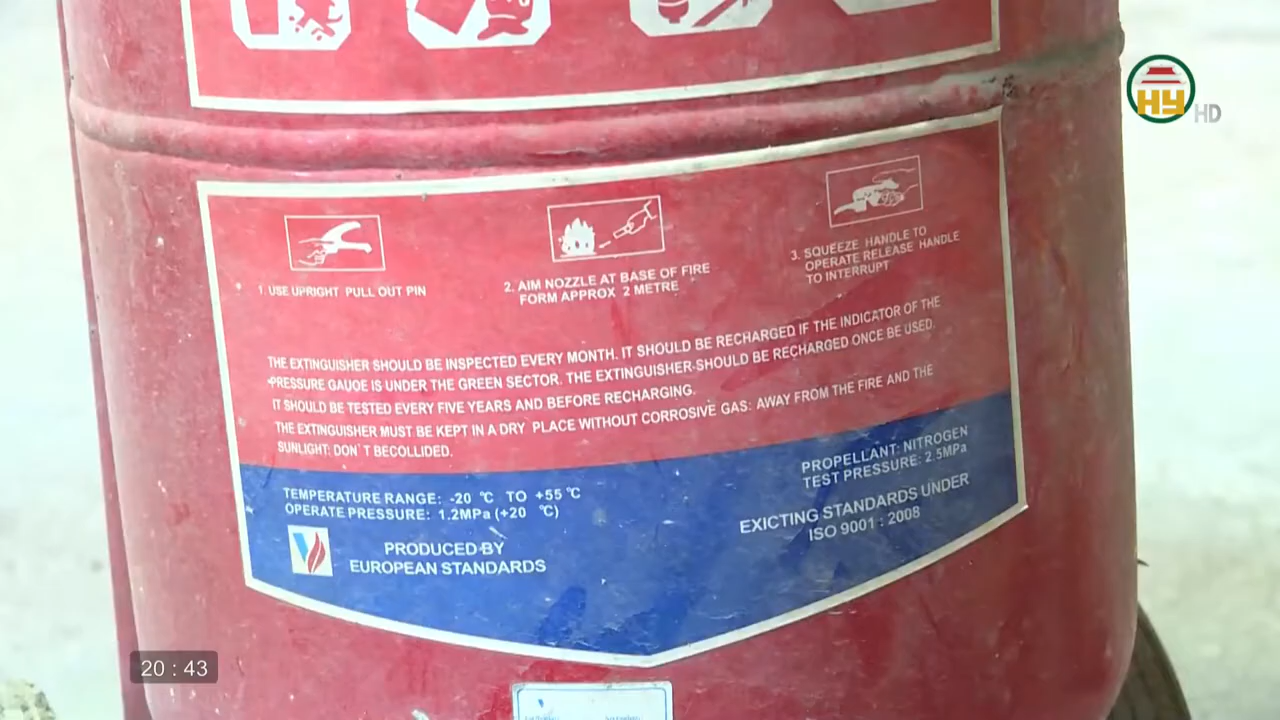 HY HD
1. USE UPRIGHT PULL OUT PIN
2. AIM NOZZLE AT BASE OF FIRE
FORM APPROX 2 METRE
3. SQUEEZE HANDLE TO
OPERATE RELEASE HANDLE
TO INTERRUPT
THE EXTINGUISHER SHOULD BE INSPECTED EVERY MONTH. IT SHOULD BE RECHARGED IF THE INDICATOR OF THE
PRESSURE GAUOE IS UNDER THE GREEN SECTOR. THE EXTINGUISHER SHOULD BE RECHARGED ONCE BE USED.
IT SHOULD BE TESTED EVERY FIVE YEARS AND BEFORE RECHARGING.
THE EXTINGUISHER MUST BE KEPT IN A DRY PLACE WITHOUT CORROSIVE GAS: AWAY FROM THE FIRE AND THE
SUNLIGHT: DON'T BECOLLIDED.
TEMPERATURE RANGE: -20 ℃ TO +55 ℃
OPERATE PRESSURE: 1.2MPa (+20 ℃)
PROPELLANT: NITROGEN
TEST PRESSURE: 2.5MPa
PRODUCED BY
EUROPEAN STANDARDS
EXICTING STANDARDS UNDER
ISO 9001 : 2008
20 : 43